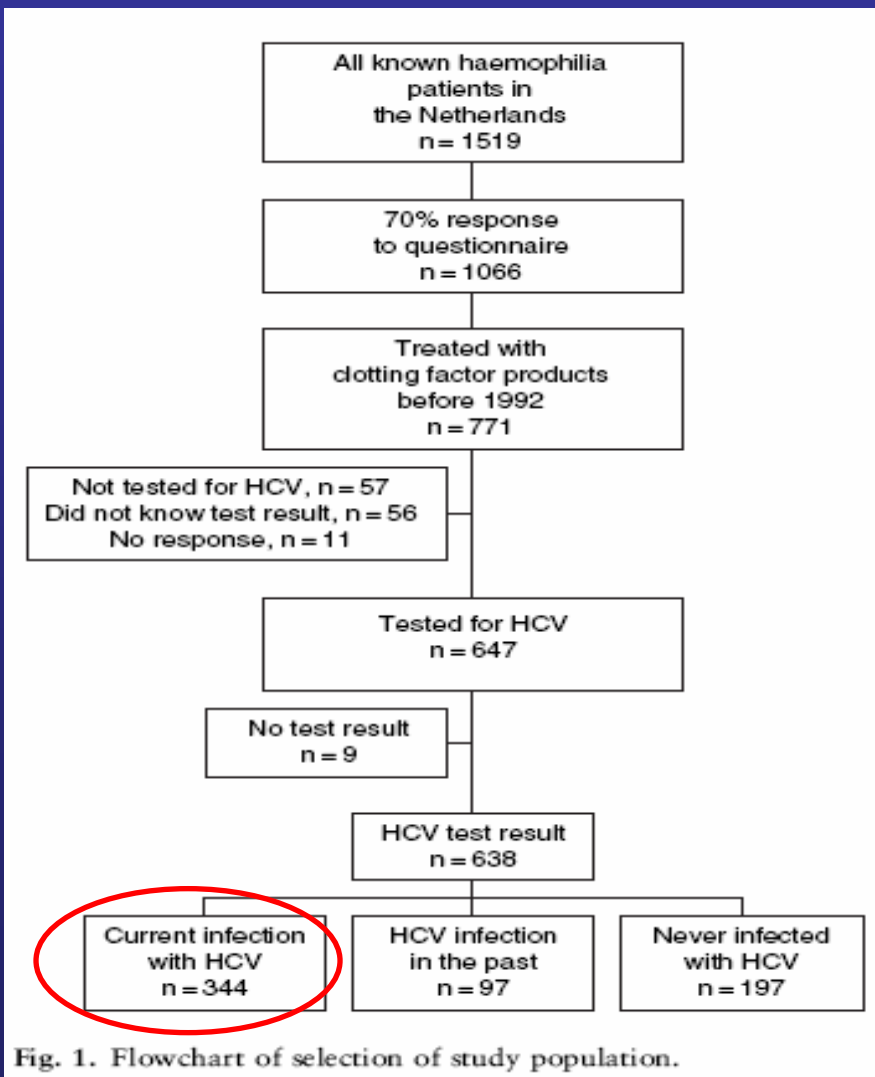 All known haemophilia
patients in
the Netherlands
n = 1519
70% response
to questionnaire
n = 1066
Treated with
clotting factor products
before 1992
n = 771
Not tested for HCV, n = 57
Did not know test result, n = 56
No response, n = 11
Tested for HCV
n = 647
No test result
n = 9
HCV test result
n = 638
Current infection
with HCV
n = 344
HCV infection
in the past
n = 97
Never infected
with HCV
n = 197
Fig. 1. Flowchart of selection of study population.